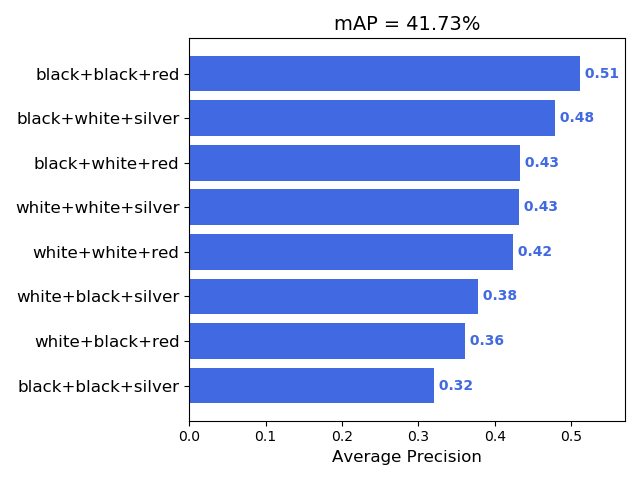 mAP = 41.73%
black+black+red 0.51
black+white+silver 0.48
black+white+red 0.43
white+white+silver 0.43
white+white+red 0.42
white+black+silver 0.38
white+black+red 0.36
black+black+silver 0.32
0.0 0.1 0.2 0.3 0.4 0.5
Average Precision